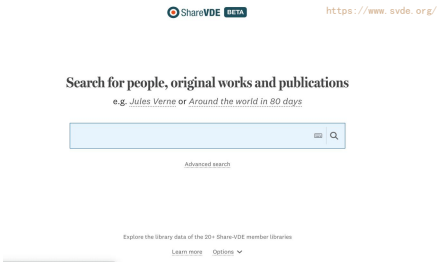 ShareVDE BETA
https://www.svde.org/
Search for people, original works and publications
e.g. Jules Verne or Around the world in 80 days
Advanced search
Explore the library data of the 20+ Share-VDE member libraries
Learn more Options